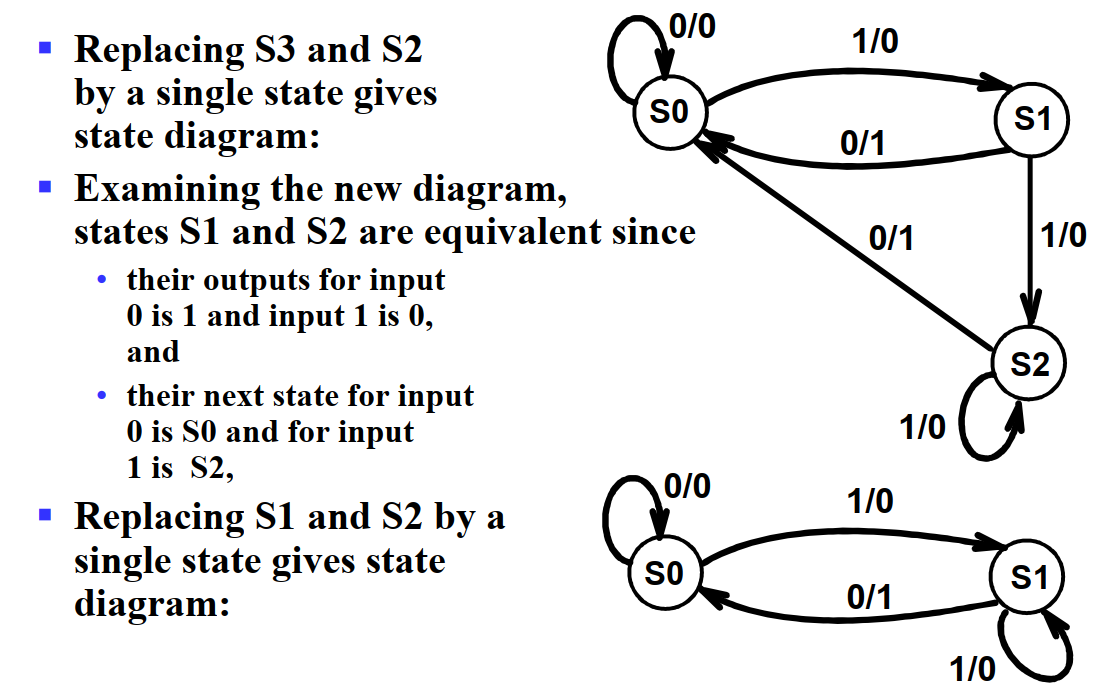 Replacing S3 and S2
by a single state gives
state diagram:
Examining the new diagram,
states S1 and S2 are equivalent since
their outputs for input
0 is 1 and input 1 is 0,
and
their next state for input
0 is S0 and for input
1 is S2,
Replacing S1 and S2 by a
single state gives state
diagram:
0/0
1/0
S0
S1
0/1
0/1
1/0
S2
1/0
0/0
1/0
S0
S1
0/1
1/0